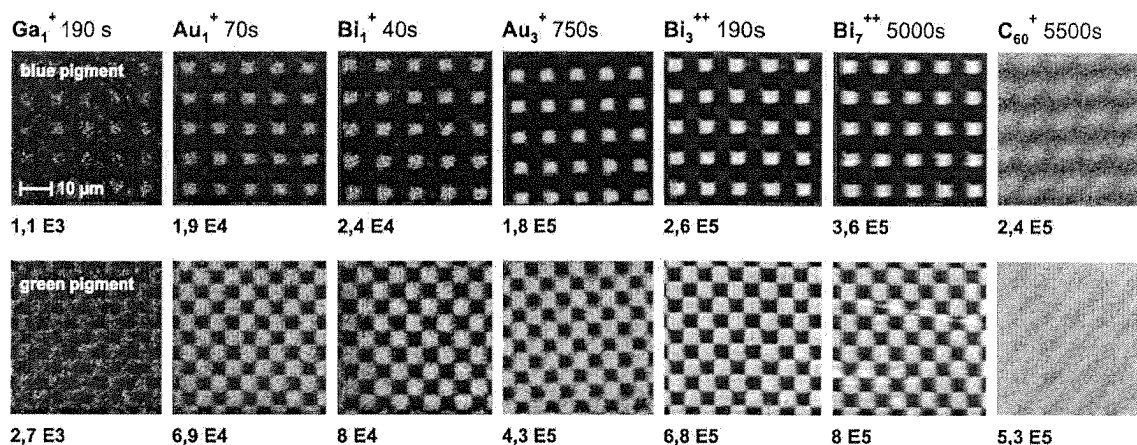 Ga₁⁺ 190 s Au₁⁺ 70s Bi₁⁺ 40s Au₃⁺ 750s Bi₃⁺⁺ 190s Bi₇⁺⁺ 5000s C₆₀⁺ 5500s
blue pigment
10 µm
1,1 E3 1,9 E4 2,4 E4 1,8 E5 2,6 E5 3,6 E5 2,4 E5
green pigment
2,7 E3 6,9 E4 8 E4 4,3 E5 6,8 E5 8 E5 5,3 E5